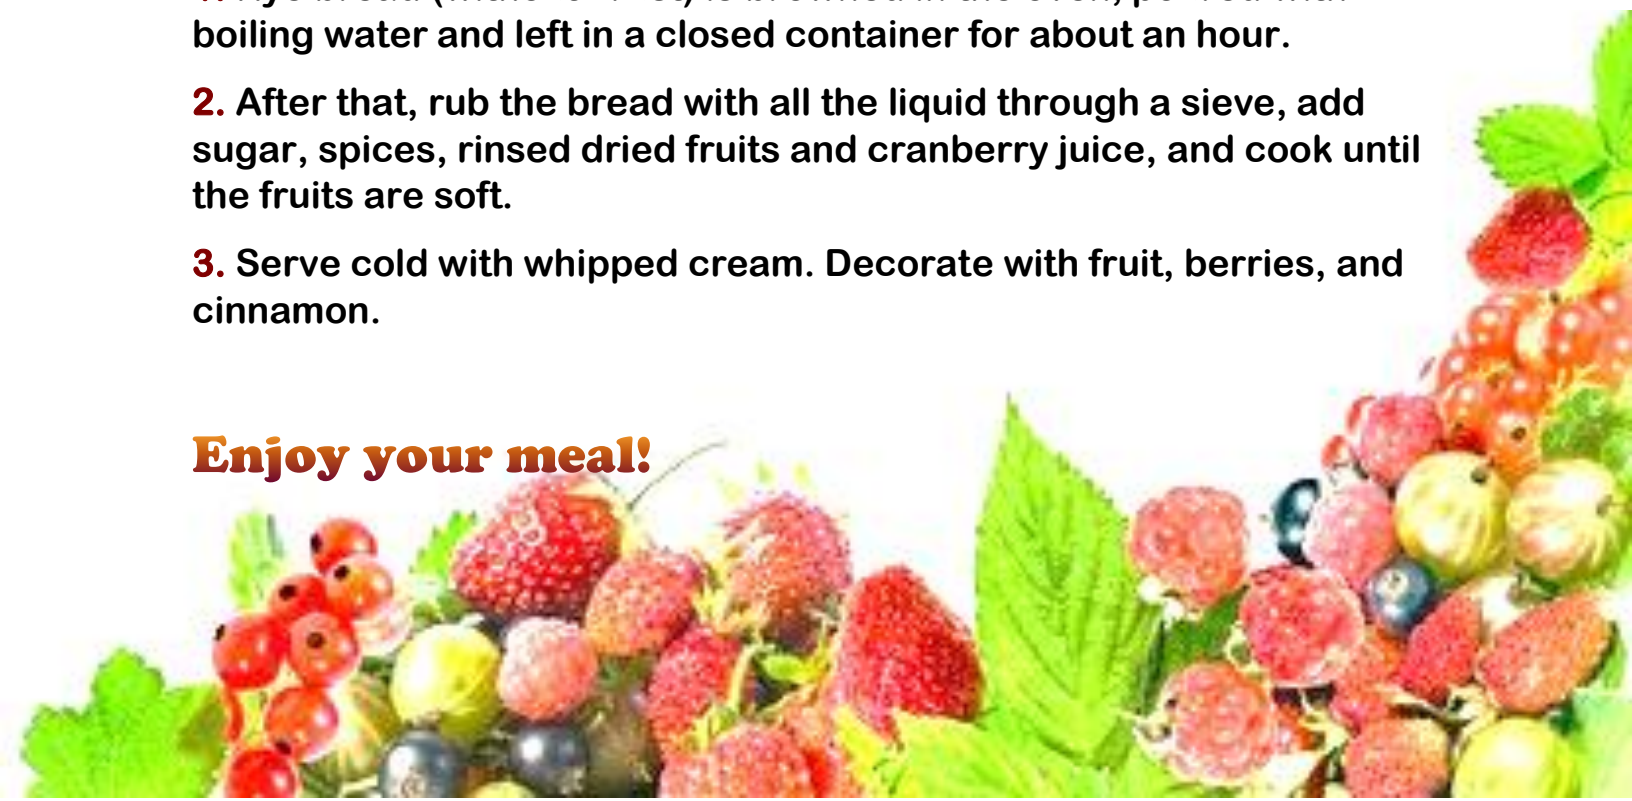 boiling water and left in a closed container for about an hour.
2. After that, rub the bread with all the liquid through a sieve, add
sugar, spices, rinsed dried fruits and cranberry juice, and cook until
the fruits are soft.
3. Serve cold with whipped cream. Decorate with fruit, berries, and
cinnamon.
Enjoy your meal!